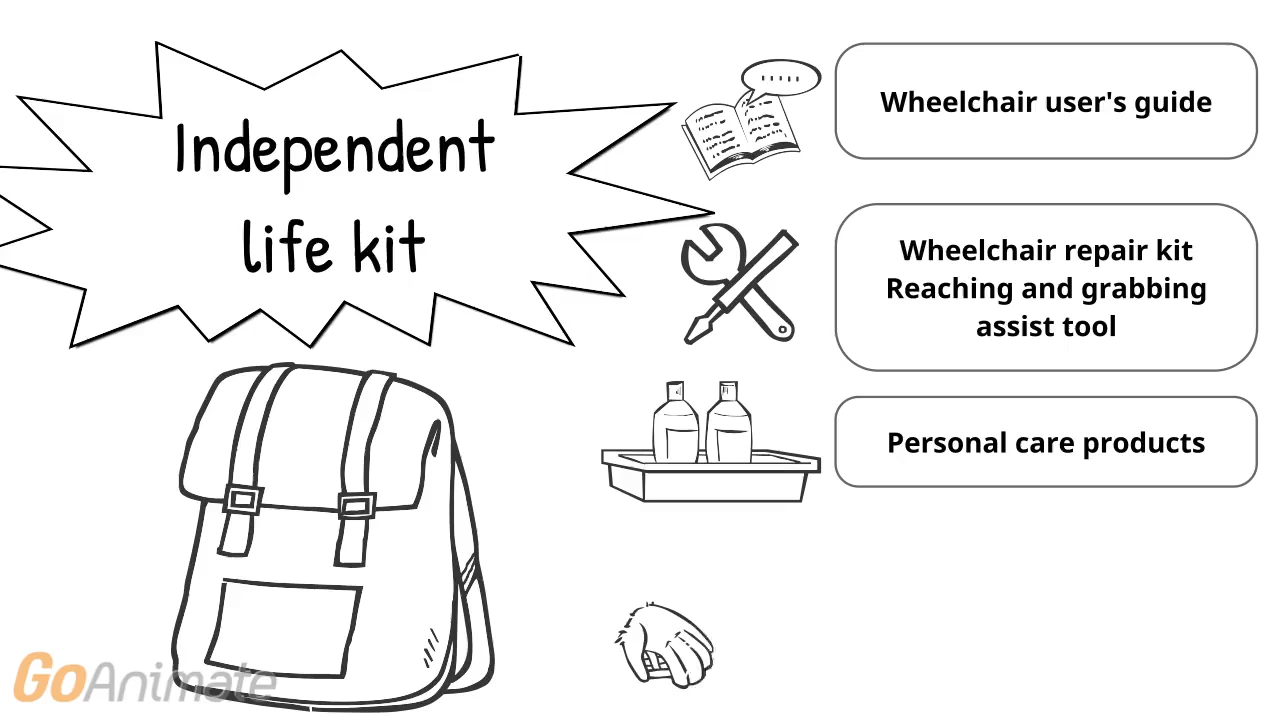 Independent
life kit
Wheelchair user's guide
Wheelchair repair kit
Reaching and grabbing
assist tool
Personal care products
GoAnimate